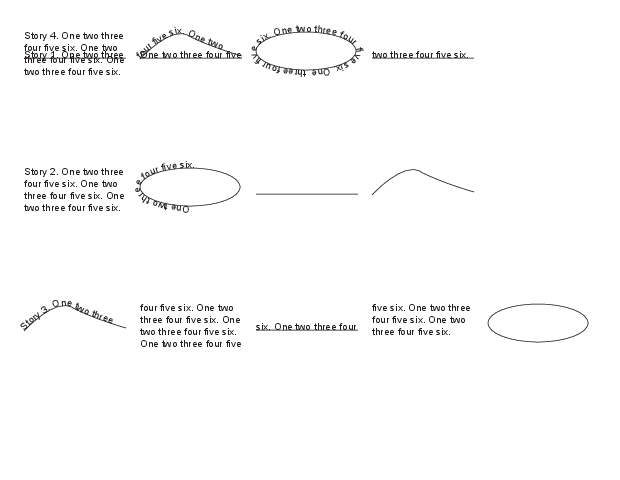 Story 4. One two three
four five six. One two
three four five six. One
two three four five six.
Story 1. One two three
four five six. One two
One two three four five
six. One two three four five six. One three four five
two three four five six.
Story 2. One two three
four five six. One two
three four five six. One
two three four five six.
One two three four five six.
Story 3. One two three
four five six. One two
three four five six. One
two three four five six.
One two three four five
six. One two three four
five six. One two three
four five six. One two
three four five six.